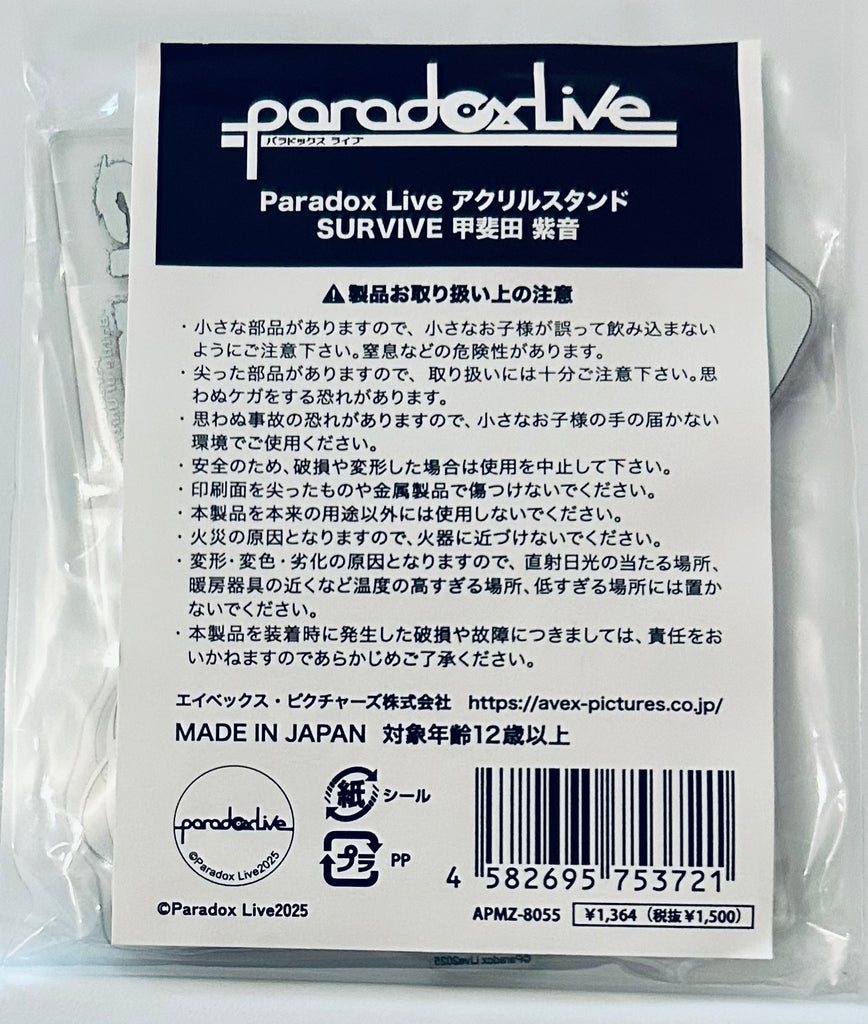 paradoxLive
パラドックス ライブ
Paradox Live アクリルスタンド
SURVIVE 甲斐田 紫音
⚠製品お取り扱い上の注意
・小さな部品がありますので、小さなお子様が誤って飲み込まない
ようにご注意下さい。窒息などの危険性があります。
・尖った部品がありますので、取り扱いには十分ご注意下さい。思
わぬケガをする恐れがあります。
・思わぬ事故の恐れがありますので、小さなお子様の手の届かない
環境でご使用ください。
・安全のため、破損や変形した場合は使用を中止して下さい。
・印刷面を尖ったものや金属製品で傷つけないでください。
・本製品を本来の用途以外には使用しないでください。
・火災の原因となりますので、火器に近づけないでください。
・変形・変色・劣化の原因となりますので、直射日光の当たる場所、
暖房器具の近くなど温度の高すぎる場所、低すぎる場所には置か
ないでください。
・本製品を装着時に発生した破損や故障につきましては、責任をお
いかねますのであらかじめご了承ください。
エイベックス・ピクチャーズ株式会社 https://avex-pictures.co.jp/
MADE IN JAPAN 対象年齢12歳以上
paradoxLive
©Paradox Live2025
紙 シール
プラ PP
4 582695 753721
©Paradox Live2025
APMZ-8055 ¥1,364（税抜¥1,500）
©Paradox Live2025